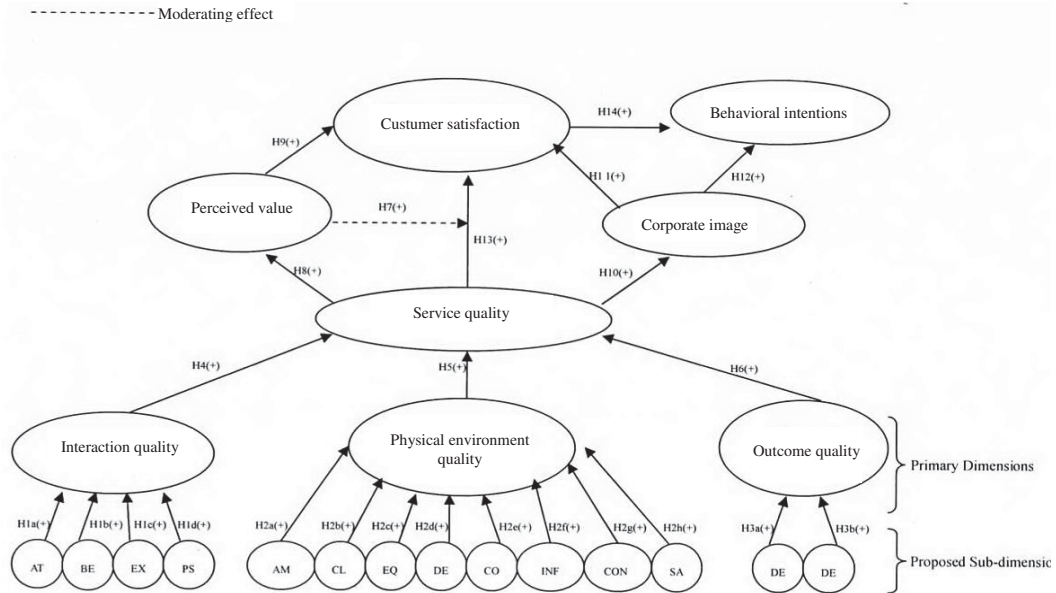 Moderating effect
Custumer satisfaction
H14(+)
Behavioral intentions
H9(+)
H1 1(+)
H12(+)
Perceived value
H7(+)
Corporate image
H13(+)
H8(+)
H10(+)
Service quality
H4(+)
H5(+)
H6(+)
Interaction quality
Physical environment
quality
Outcome quality
Primary Dimensions
H1a(+)
H1b(+)
H1c(+)
H1d(+)
H2a(+)
H2b(+)
H2c(+)
H2d(+)
H2e(+)
H2f(+)
H2g(+)
H2h(+)
H3a(+)
H3b(+)
AT
BE
EX
PS
AM
CL
EQ
DE
CO
INF
CON
SA
DE
DE
Proposed Sub-dimensio